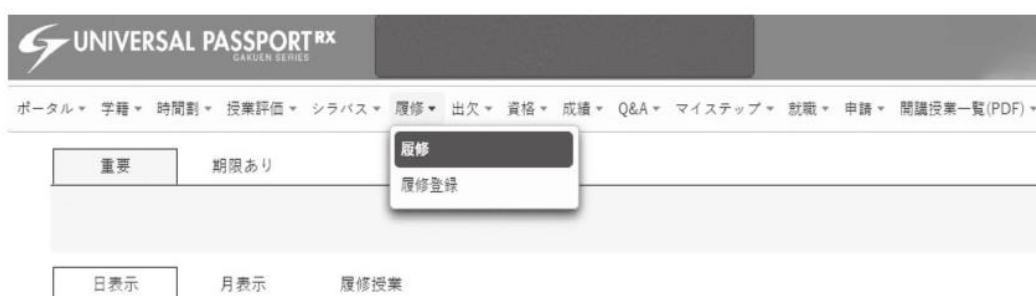 UNIVERSAL PASSPORT RX
GAKUEN SERIES
ポータル 学籍 時間割 授業評価 シラバス 履修 出欠 資格 成績 Q&A マイステップ 就職 申請 開講授業一覧(PDF)
履修
履修登録
重要 期限あり
日表示 月表示 履修授業